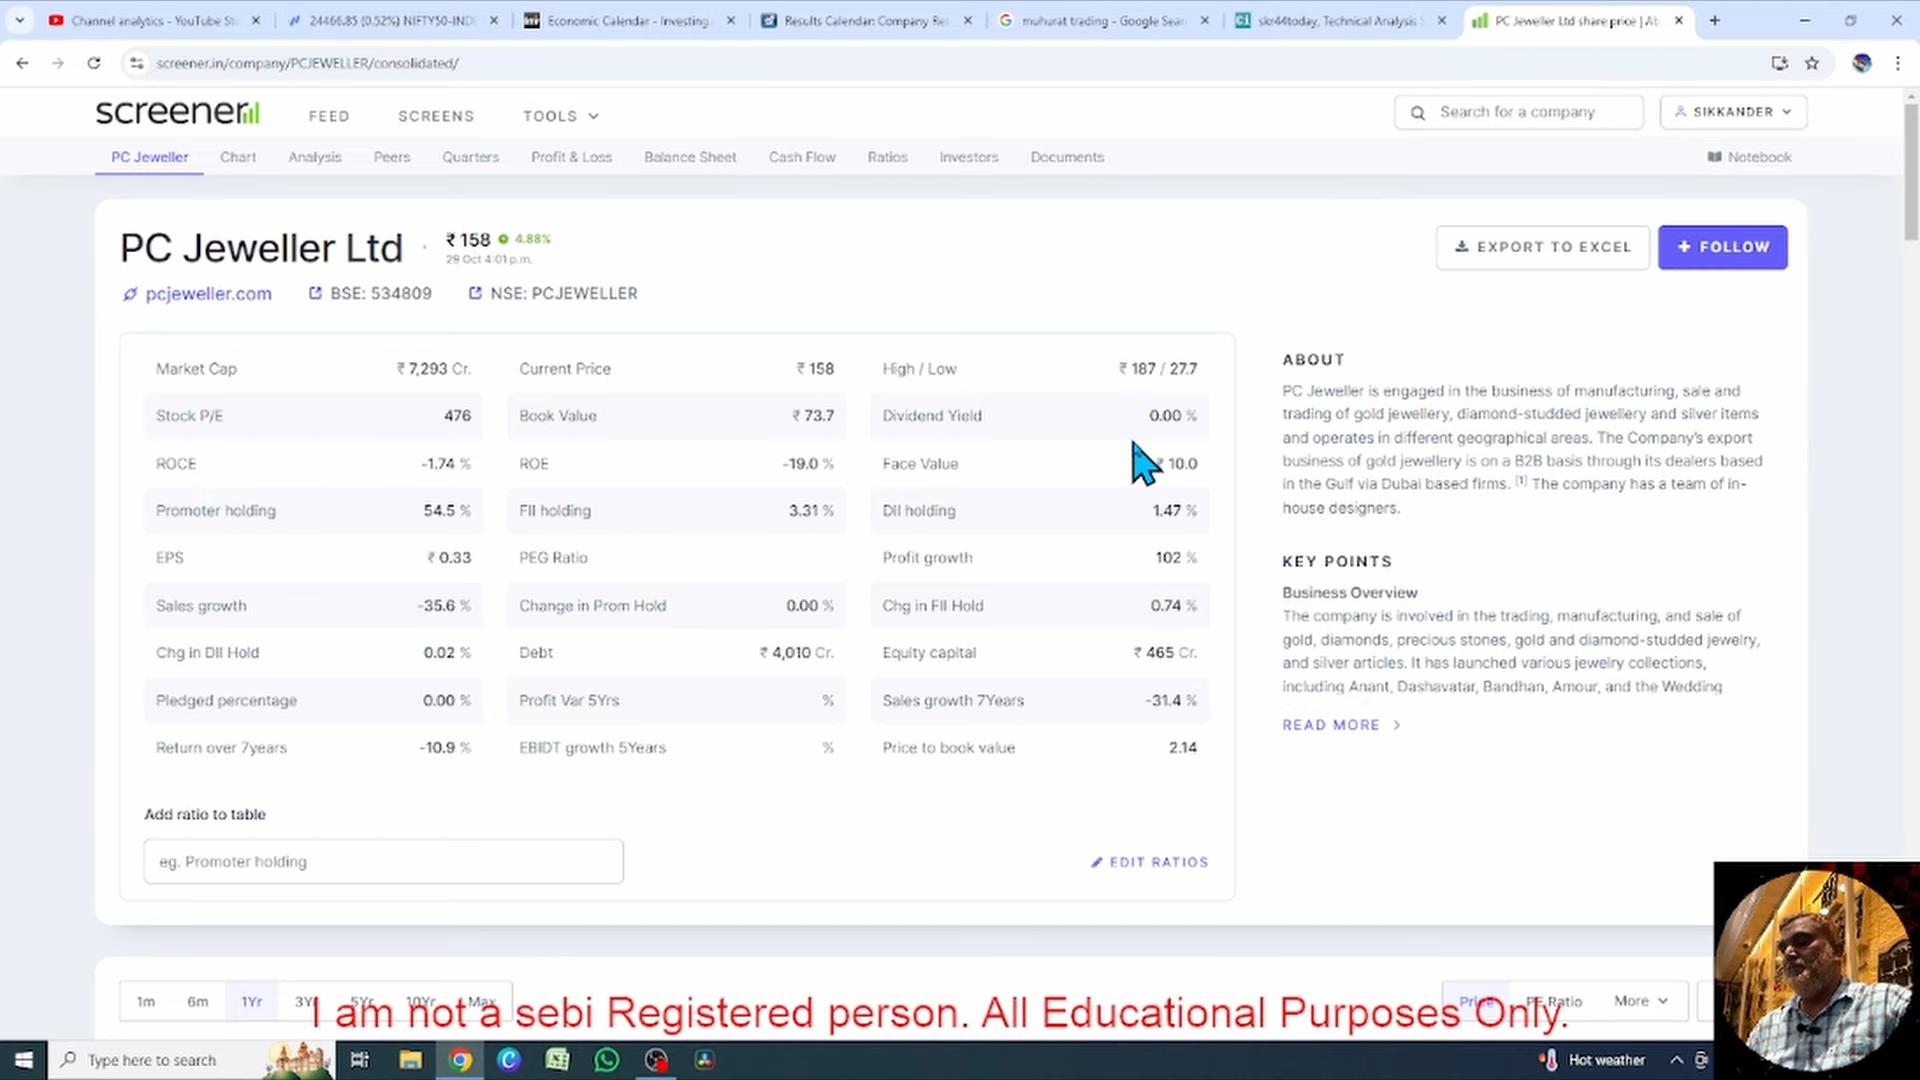 Channel analytics - YouTube St
24466.85 (0.52%) NIFTY50-INDE
Economic Calendar - Investing
Results Calendar: Company Re
muhurat trading - Google Sear
skr44today, Technical Analysis
PC Jeweller Ltd share price | Ab
screener.in/company/PCJEWELLER/consolidated/
screener
FEED
SCREENS
TOOLS
Search for a company
SIKKANDER
PC Jeweller
Chart
Analysis
Peers
Quarters
Profit & Loss
Balance Sheet
Cash Flow
Ratios
Investors
Documents
Notebook
PC Jeweller Ltd
₹ 158 4.88%
29 Oct 4:01 p.m.
EXPORT TO EXCEL
+ FOLLOW
pcjeweller.com
BSE: 534809
NSE: PCJEWELLER
Market Cap ₹ 7,293 Cr.
Current Price ₹ 158
High / Low ₹ 187 / 27.7
Stock P/E 476
Book Value ₹ 73.7
Dividend Yield 0.00 %
ROCE -1.74 %
ROE -19.0 %
Face Value 10.0
Promoter holding 54.5 %
FII holding 3.31 %
DII holding 1.47 %
EPS ₹ 0.33
PEG Ratio
Profit growth 102 %
Sales growth -35.6 %
Change in Prom Hold 0.00 %
Chg in FII Hold 0.74 %
Chg in DII Hold 0.02 %
Debt ₹ 4,010 Cr.
Equity capital ₹ 465 Cr.
Pledged percentage 0.00 %
Profit Var 5Yrs %
Sales growth 7Years -31.4 %
Return over 7years -10.9 %
EBIDT growth 5Years %
Price to book value 2.14
Add ratio to table
eg. Promoter holding
EDIT RATIOS
ABOUT
PC Jeweller is engaged in the business of manufacturing, sale and
trading of gold jewellery, diamond-studded jewellery and silver items
and operates in different geographical areas. The Company's export
business of gold jewellery is on a B2B basis through its dealers based
in the Gulf via Dubai based firms. [1] The company has a team of in-
house designers.
KEY POINTS
Business Overview
The company is involved in the trading, manufacturing, and sale of
gold, diamonds, precious stones, gold and diamond-studded jewelry,
and silver articles. It has launched various jewelry collections,
including Anant, Dashavatar, Bandhan, Amour, and the Wedding
READ MORE
1m
6m
1Yr
3Yr
5Yr
10Yr
Max
Price
PE Ratio
More
I am not a sebi Registered person. All Educational Purposes Only.
Type here to search
Hot weather